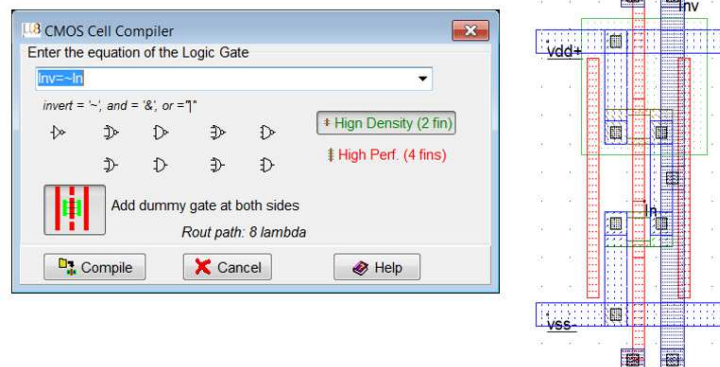 CMOS Cell Compiler
Enter the equation of the Logic Gate
Inv=~In
invert = '~', and = '&', or ="|"
Hign Density (2 fin)
High Perf. (4 fins)
Add dummy gate at both sides
Rout path: 8 lambda
Compile
Cancel
Help
Inv
vdd+
In
vss-